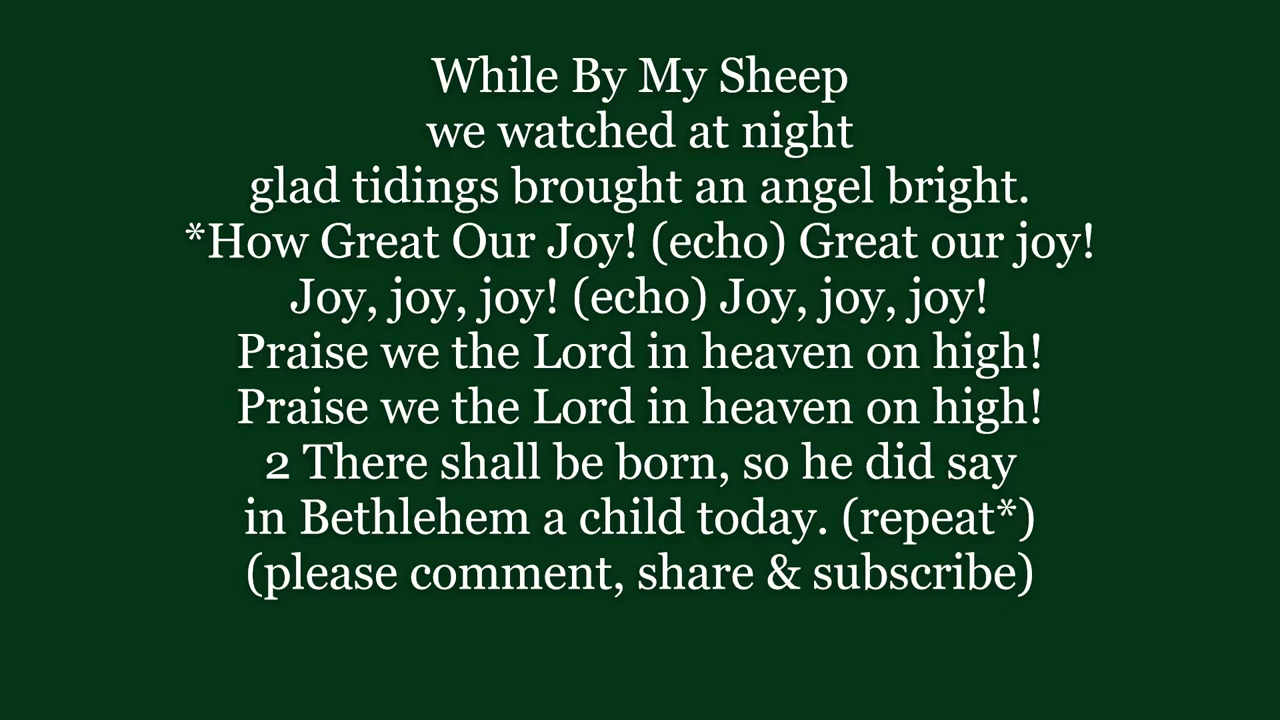 While By My Sheep
we watched at night
glad tidings brought an angel bright.
*How Great Our Joy! (echo) Great our joy!
Joy, joy, joy! (echo) Joy, joy, joy!
Praise we the Lord in heaven on high!
Praise we the Lord in heaven on high!
2 There shall be born, so he did say
in Bethlehem a child today. (repeat*)
(please comment, share & subscribe)